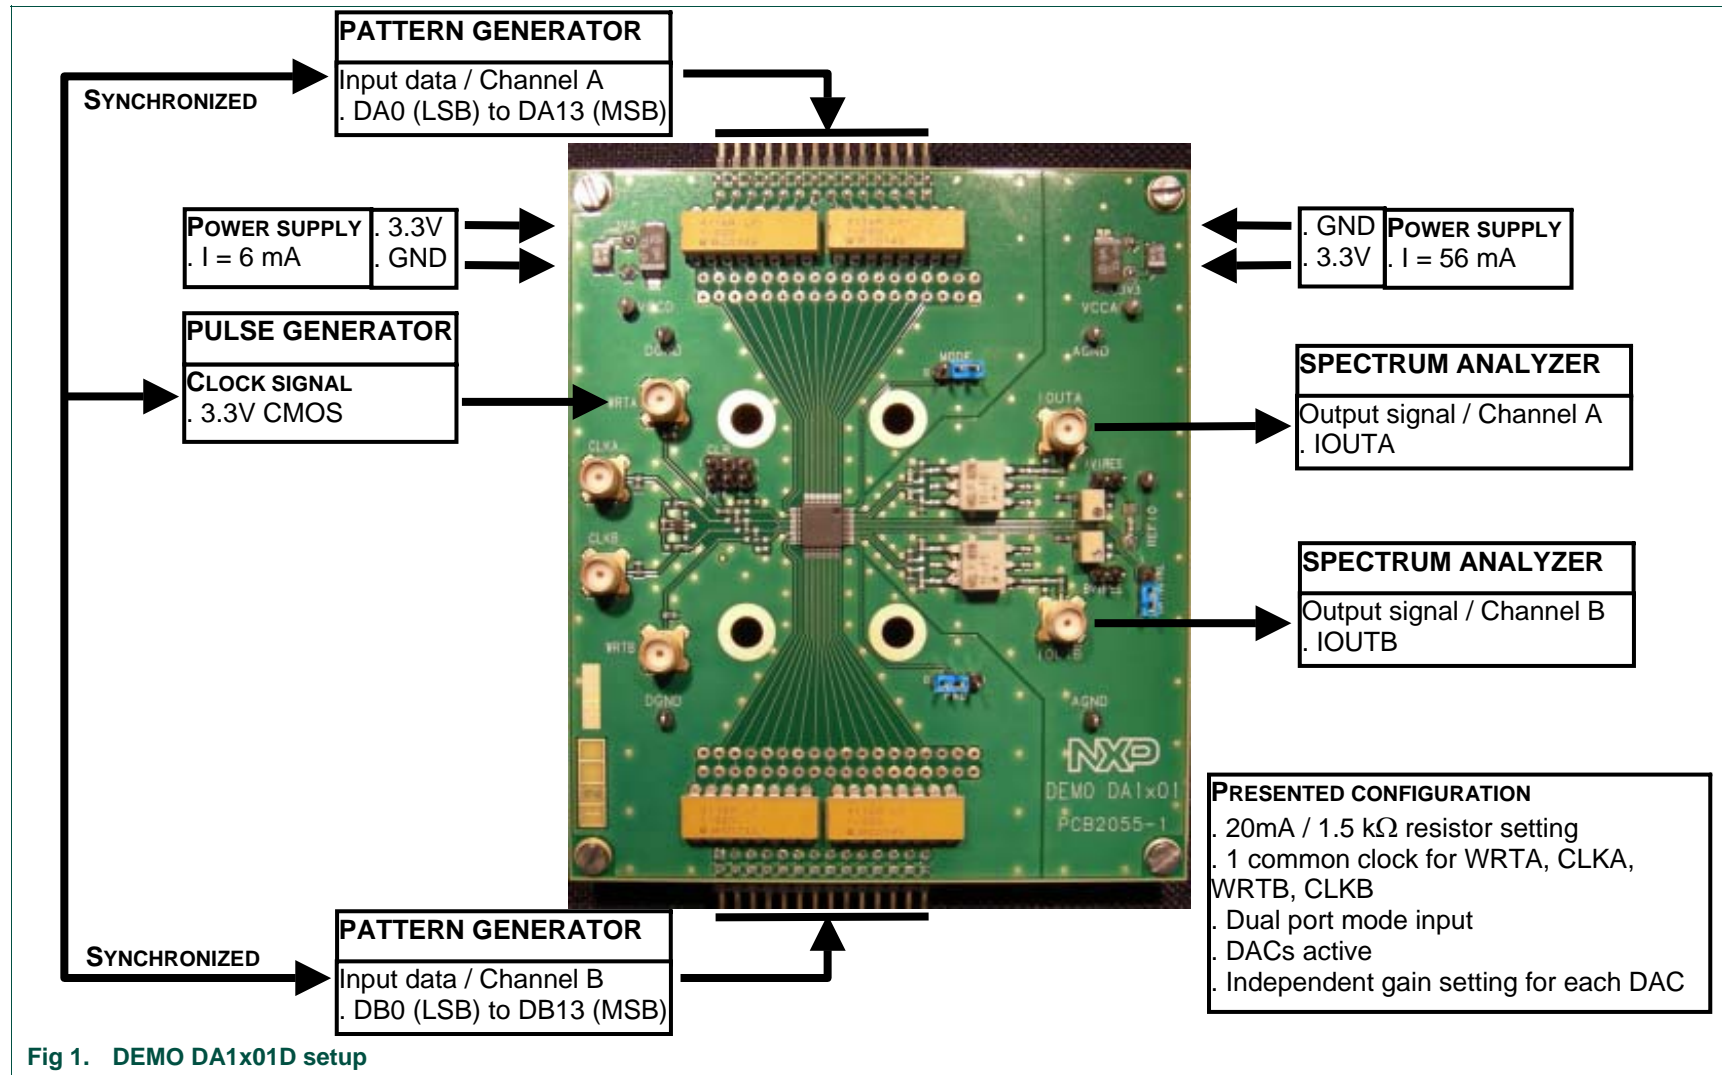 PATTERN GENERATOR
Input data / Channel A
. DA0 (LSB) to DA13 (MSB)
SYNCHRONIZED
POWER SUPPLY
. I = 6 mA
. 3.3V
. GND
. GND
. 3.3V
POWER SUPPLY
. I = 56 mA
PULSE GENERATOR
CLOCK SIGNAL
. 3.3V CMOS
SPECTRUM ANALYZER
Output signal / Channel A
. IOUTA
SPECTRUM ANALYZER
Output signal / Channel B
. IOUTB
3V3
VCCA
AGND
MODE
WRTA
IOUTA
CLKA
CLKB
REFIO
WRTB
DGND
AGND
NXP
DEMO DA1x01
PCB2055-1
PRESENTED CONFIGURATION
. 20mA / 1.5 kΩ resistor setting
. 1 common clock for WRTA, CLKA,
WRTB, CLKB
. Dual port mode input
. DACs active
. Independent gain setting for each DAC
SYNCHRONIZED
PATTERN GENERATOR
Input data / Channel B
. DB0 (LSB) to DB13 (MSB)
Fig 1. DEMO DA1x01D setup